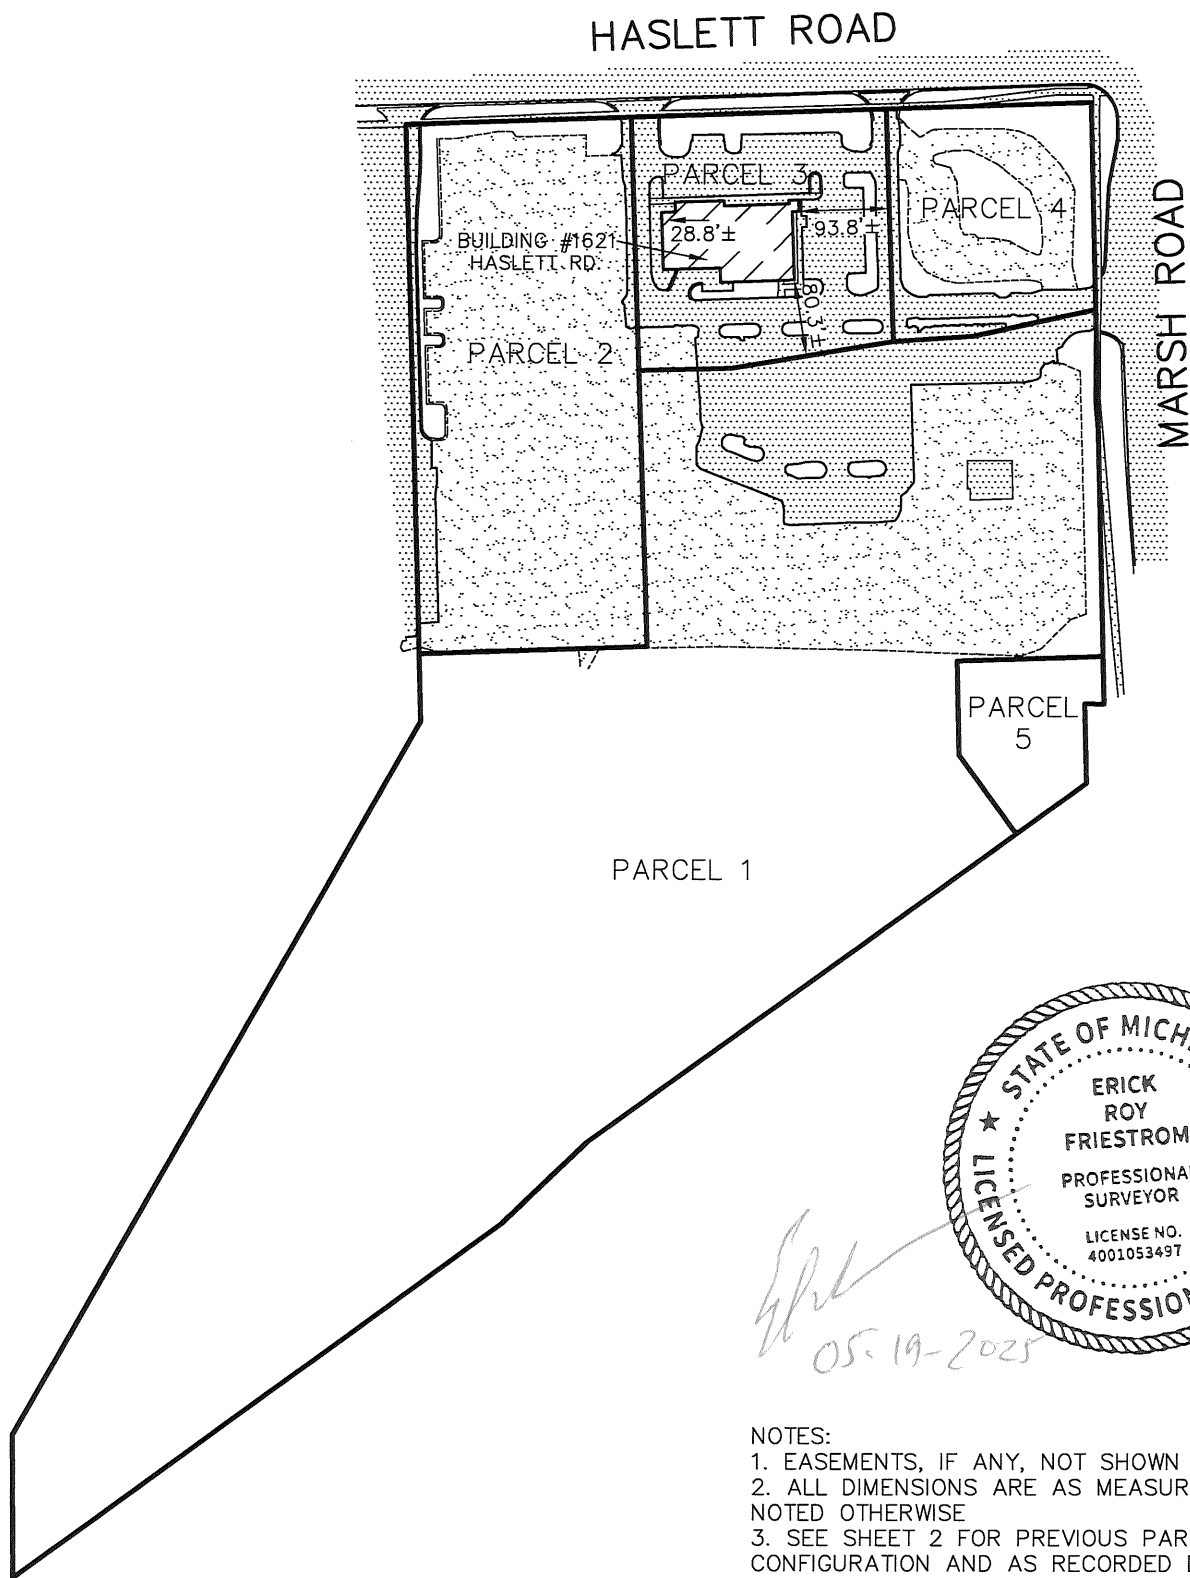 HASLETT ROAD
MARSH ROAD
PARCEL 3
PARCEL 4
28.8'±
93.8'±
BUILDING #1621
HASLETT RD.
80.3'±
PARCEL 2
PARCEL
5
PARCEL 1
STATE OF MICH
ERICK
ROY
FRIESTROM
PROFESSIONAL
SURVEYOR
LICENSE NO.
4001053497
LICENSED PROFESSION
05-19-2025
NOTES:
1. EASEMENTS, IF ANY, NOT SHOWN
2. ALL DIMENSIONS ARE AS MEASUR
NOTED OTHERWISE
3. SEE SHEET 2 FOR PREVIOUS PAR
CONFIGURATION AND AS RECORDED